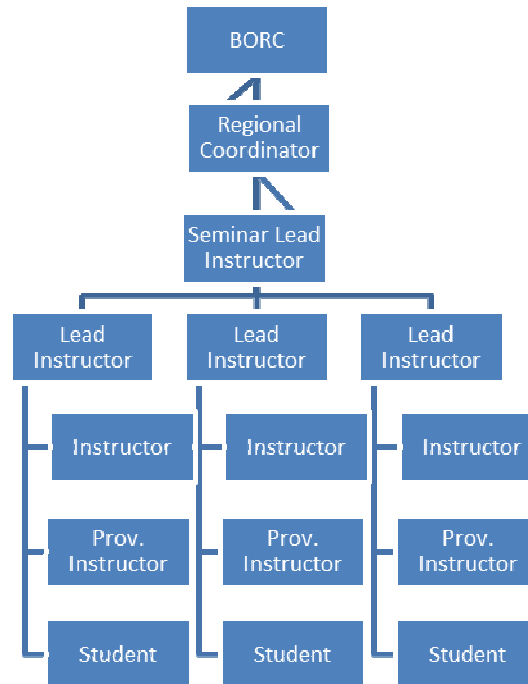 BORC
Regional
Coordinator
Seminar Lead
Instructor
Lead
Instructor
Lead
Instructor
Lead
Instructor
Instructor
Instructor
Instructor
Prov.
Instructor
Prov.
Instructor
Prov.
Instructor
Student
Student
Student